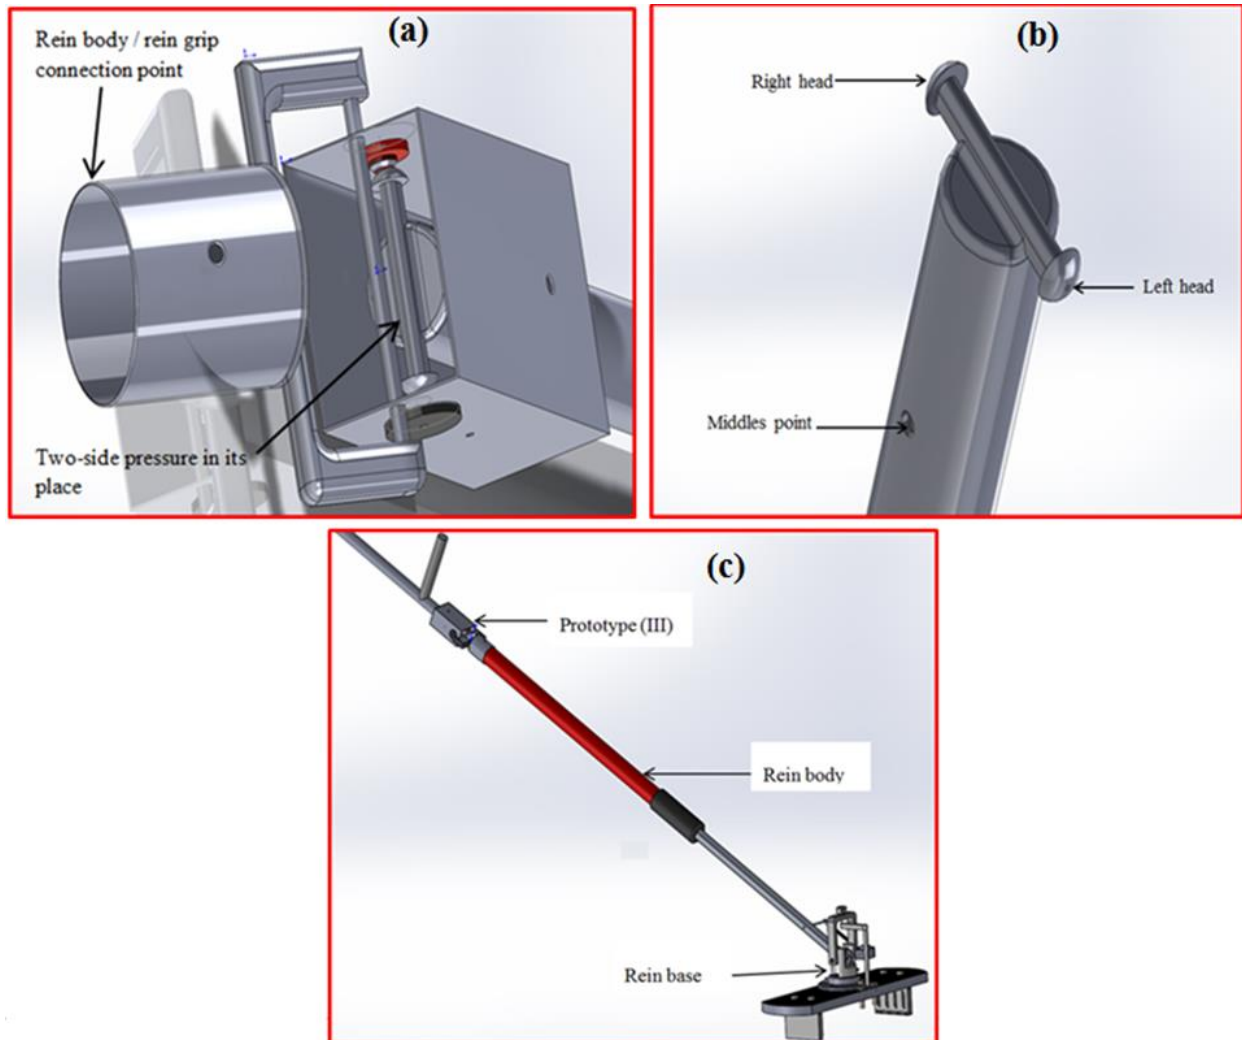 (a)
Rein body / rein grip
connection point
Two-side pressure in its
place
(b)
Right head
Left head
Middles point
(c)
Prototype (III)
Rein body
Rein base